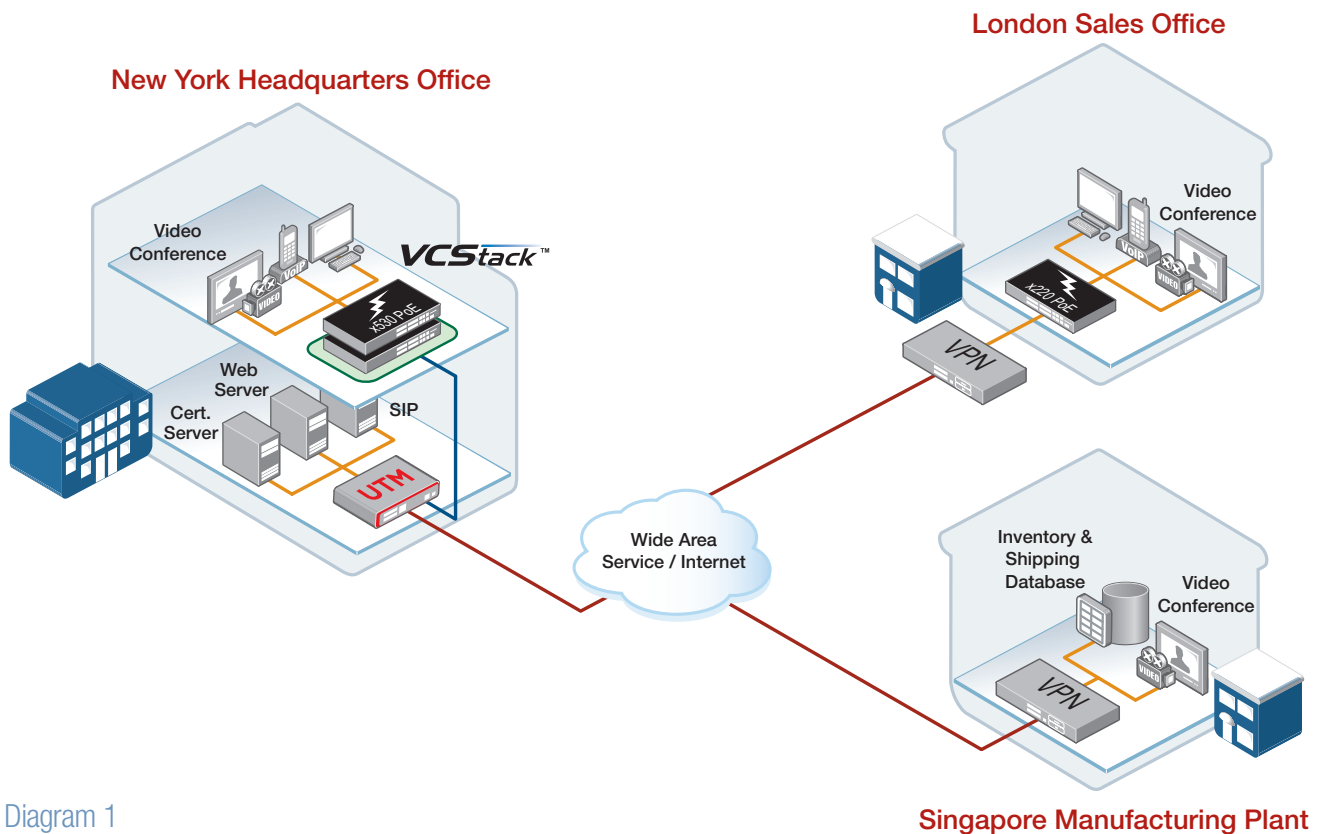 London Sales Office
New York Headquarters Office
Video
Conference
VoIP
VIDEO
VCStack™
x530 PoE
Web
Server
Cert.
Server
SIP
UTM
Video
Conference
VoIP
VIDEO
x220 PoE
VPN
Wide Area
Service / Internet
Inventory &
Shipping
Database
Video
Conference
VIDEO
VPN
Diagram 1
Singapore Manufacturing Plant